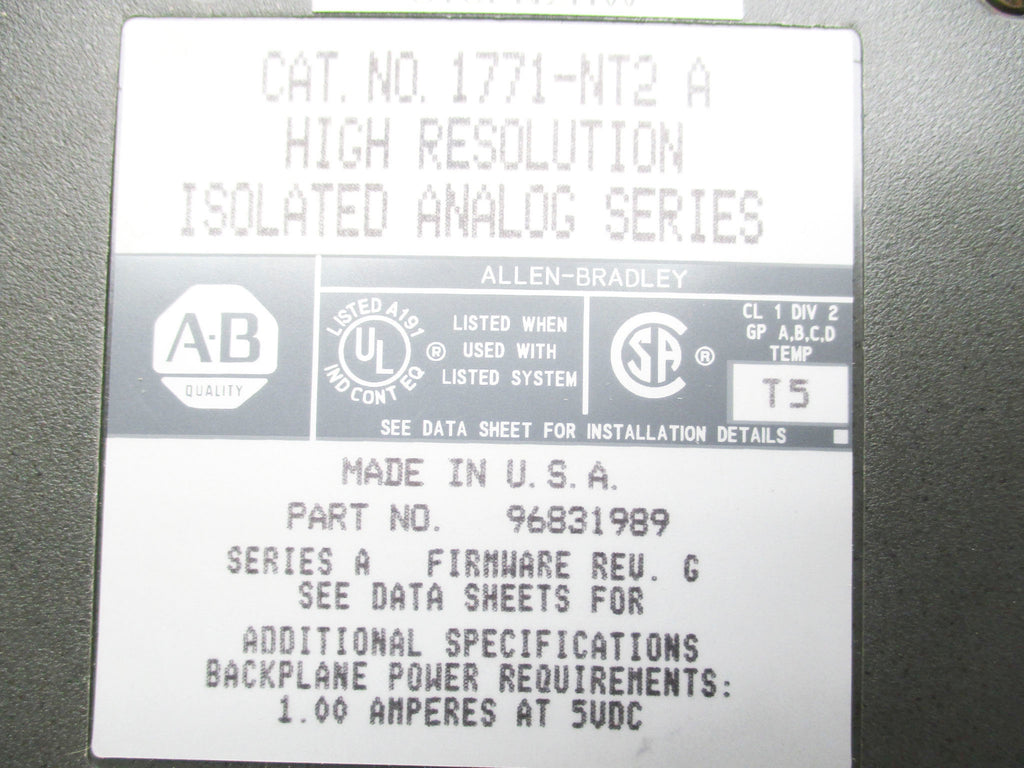 CAT. NO. 1771-NT2 A
HIGH RESOLUTION
ISOLATED ANALOG SERIES
ALLEN-BRADLEY
A·B
QUALITY
LISTED A191
UL
IND CONT EQ
®
LISTED WHEN
USED WITH
LISTED SYSTEM
SA
®
CL 1 DIV 2
GP A,B,C,D
TEMP
T5
SEE DATA SHEET FOR INSTALLATION DETAILS
MADE IN U.S.A.
PART NO. 96831989
SERIES A FIRMWARE REV. G
SEE DATA SHEETS FOR
ADDITIONAL SPECIFICATIONS
BACKPLANE POWER REQUIREMENTS:
1.00 AMPERES AT 5VDC